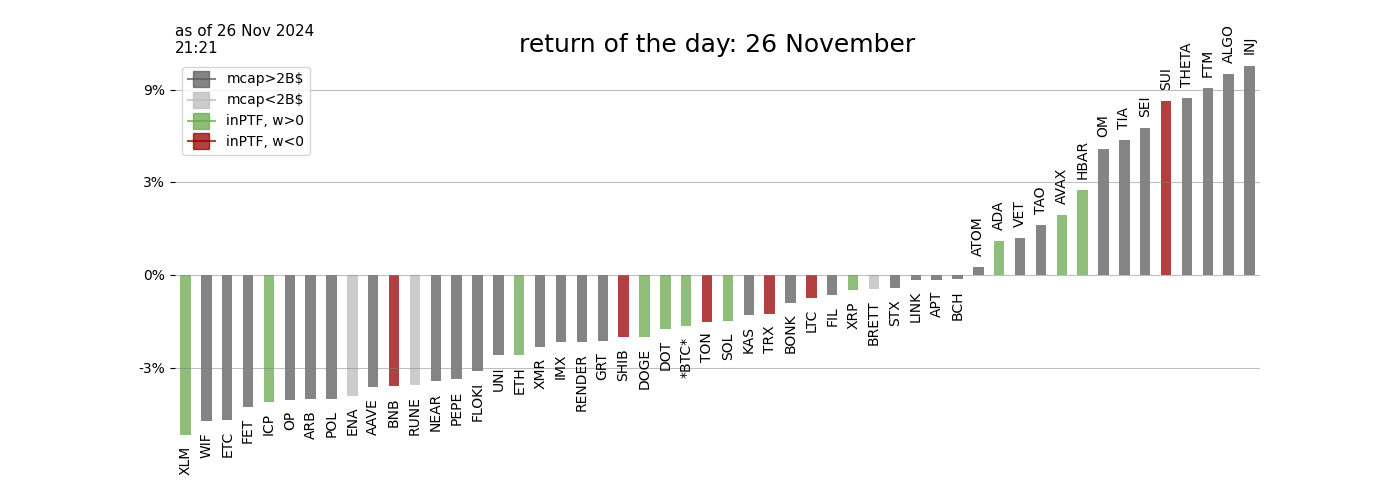 as of 26 Nov 2024
21:21
return of the day: 26 November
mcap>2B$
mcap<2B$
inPTF, w>0
inPTF, w<0
9%
3%
0%
-3%
XLM
WIF
ETC
FET
ICP
OP
ARB
POL
ENA
AAVE
BNB
RUNE
NEAR
PEPE
FLOKI
UNI
ETH
XMR
IMX
RENDER
GRT
SHIB
DOGE
DOT
*BTC*
TON
SOL
KAS
TRX
BONK
LTC
FIL
XRP
BRETT
STX
LINK
APT
BCH
ATOM
ADA
VET
TAO
AVAX
HBAR
OM
TIA
SEI
SUI
THETA
FTM
ALGO
INJ